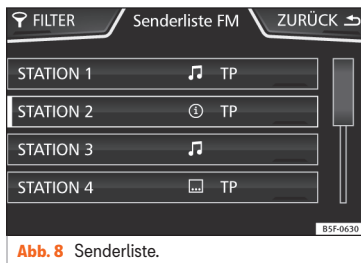 FILTER Senderliste FM ZURÜCK
STATION 1 TP
STATION 2 TP
STATION 3
STATION 4 TP
B5F-0630
Abb. 8 Senderliste.